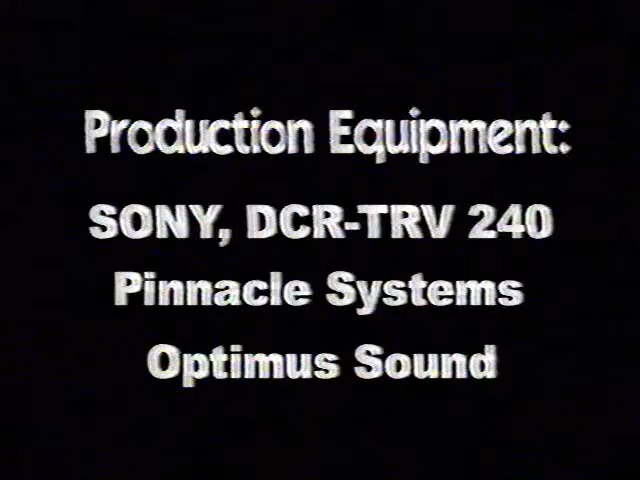 Production Equipment:
SONY, DCR-TRV 240
Pinnacle Systems
Optimus Sound